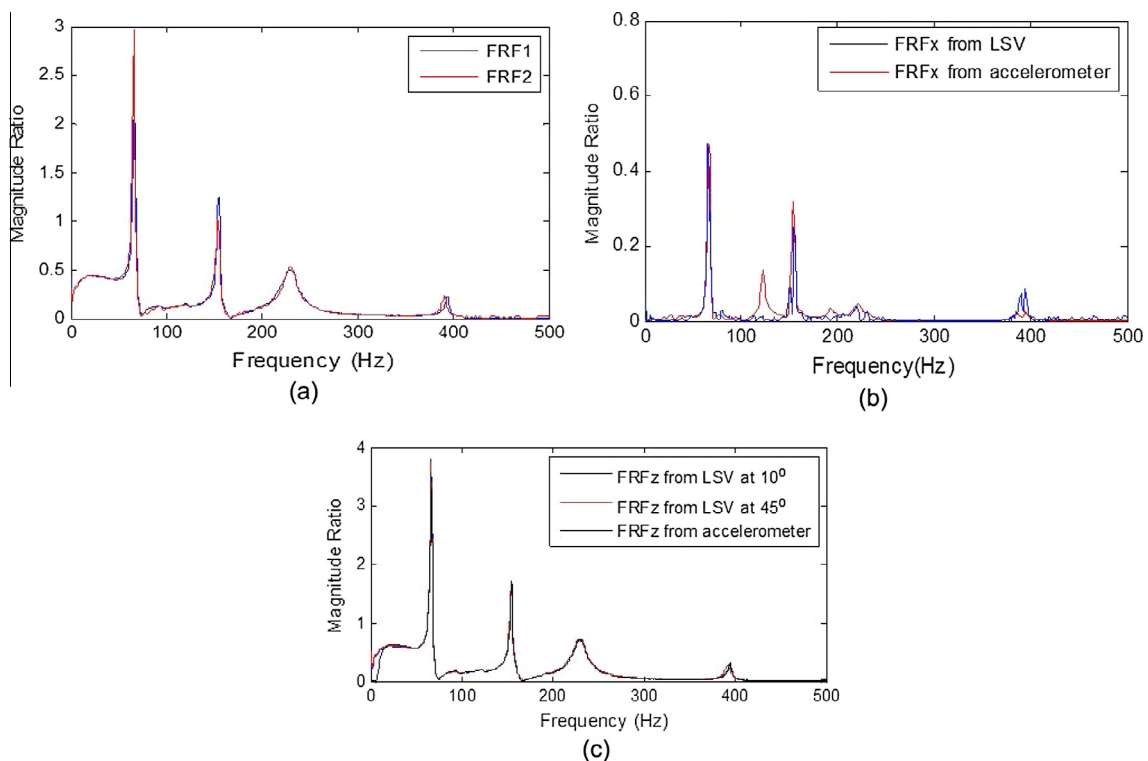 3
2.5
2
1.5
1
0.5
0
0 100 200 300 400 500
Magnitude Ratio
Frequency (Hz)
FRF1
FRF2
(a)
0.8
0.6
0.4
0.2
0
0 100 200 300 400 500
Magnitude Ratio
Frequency(Hz)
FRFx from LSV
FRFx from accelerometer
(b)
4
3
2
1
0
0 100 200 300 400 500
Magnitude Ratio
Frequency (Hz)
FRFz from LSV at 10⁰
FRFz from LSV at 45⁰
FRFz from accelerometer
(c)